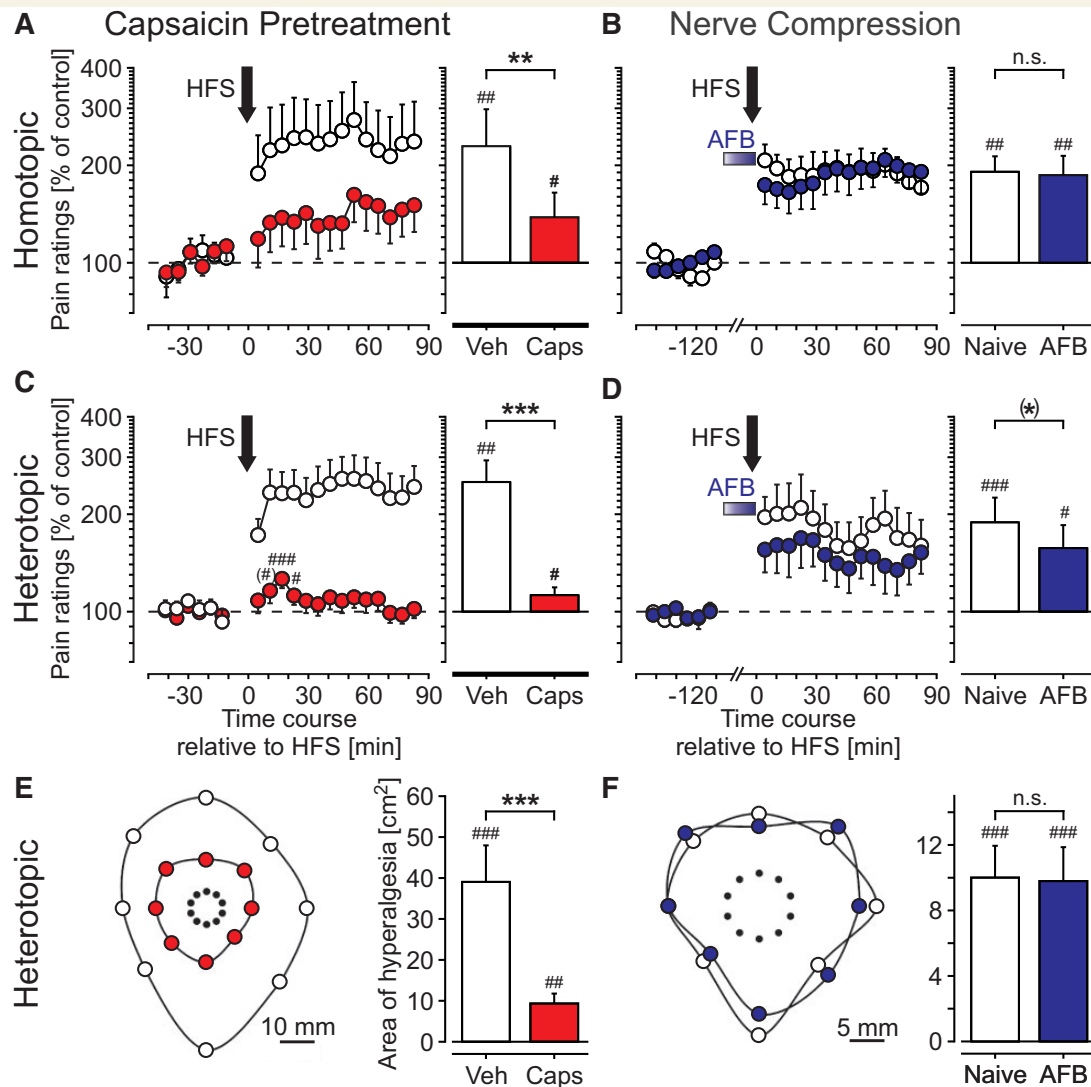 A Capsaicin Pretreatment
B Nerve Compression
Homotopic
Pain ratings [% of control]
400
300
200
100
HFS
-30 0 30 60 90
**
##
#
Veh Caps
HFS
AFB
-120 0 30 60 90
n.s.
## ##
Naive AFB
C
D
Heterotopic
Pain ratings [% of control]
400
300
200
100
HFS
(#) ### #
-30 0 30 60 90
Time course
relative to HFS [min]
***
##
#
Veh Caps
HFS
AFB
-120 0 30 60 90
Time course
relative to HFS [min]
(*)
###
#
Naive AFB
E
F
Heterotopic
10 mm
Area of hyperalgesia [cm²]
60
50
40
30
20
10
0
***
###
##
Veh Caps
5 mm
12
8
4
0
n.s.
### ###
Naive AFB